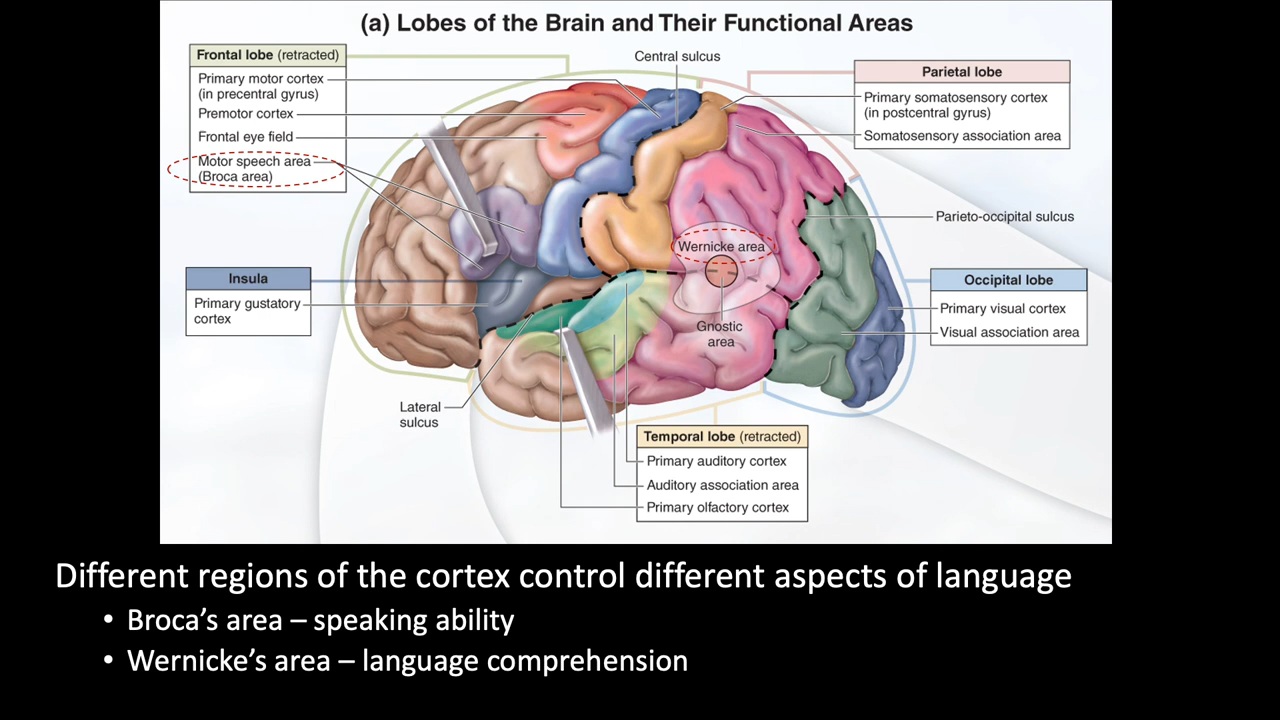 (a) Lobes of the Brain and Their Functional Areas
Frontal lobe (retracted)
Primary motor cortex
(in precentral gyrus)
Premotor cortex
Frontal eye field
Motor speech area
(Broca area)
Central sulcus
Parietal lobe
Primary somatosensory cortex
(in postcentral gyrus)
Somatosensory association area
Parieto-occipital sulcus
Wernicke area
Gnostic
area
Insula
Primary gustatory
cortex
Occipital lobe
Primary visual cortex
Visual association area
Lateral
sulcus
Temporal lobe (retracted)
Primary auditory cortex
Auditory association area
Primary olfactory cortex
Different regions of the cortex control different aspects of language
• Broca’s area – speaking ability
• Wernicke’s area – language comprehension